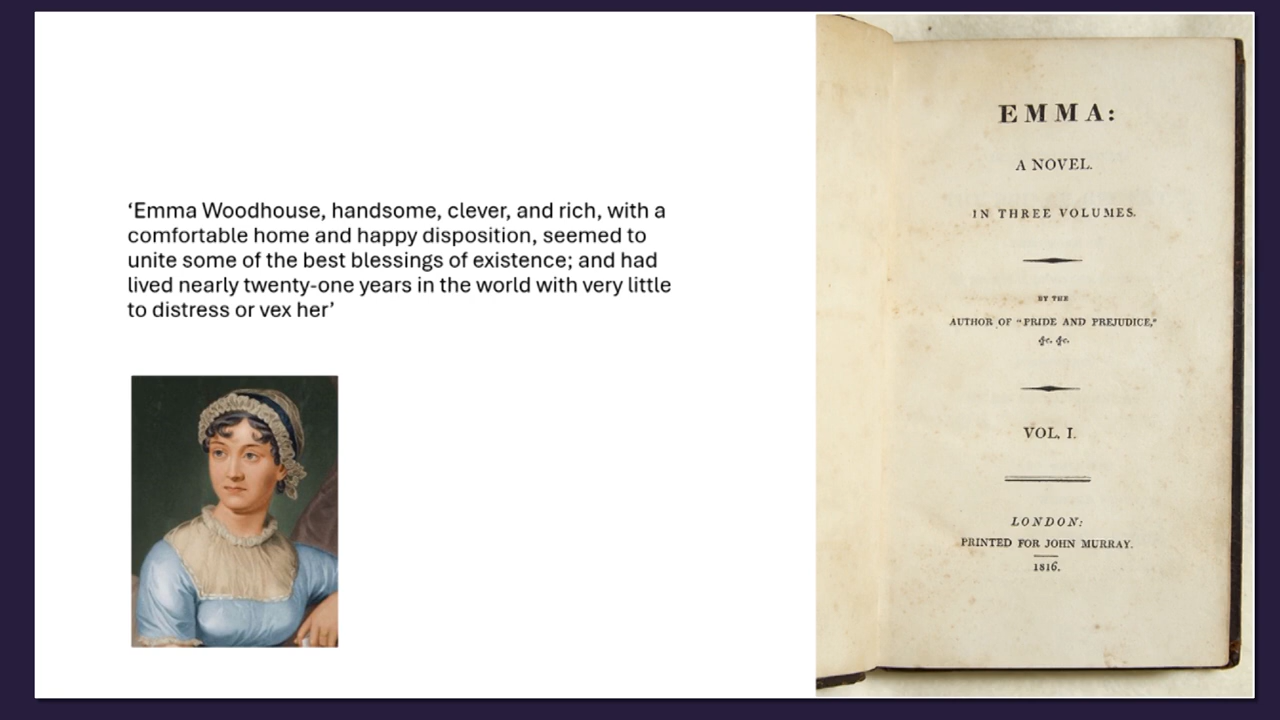 ‘Emma Woodhouse, handsome, clever, and rich, with a
comfortable home and happy disposition, seemed to
unite some of the best blessings of existence; and had
lived nearly twenty-one years in the world with very little
to distress or vex her’
EMMA:
A NOVEL.
IN THREE VOLUMES.
BY THE
AUTHOR OF “PRIDE AND PREJUDICE,”
&c. &c.
VOL. I.
LONDON:
PRINTED FOR JOHN MURRAY.
1816.